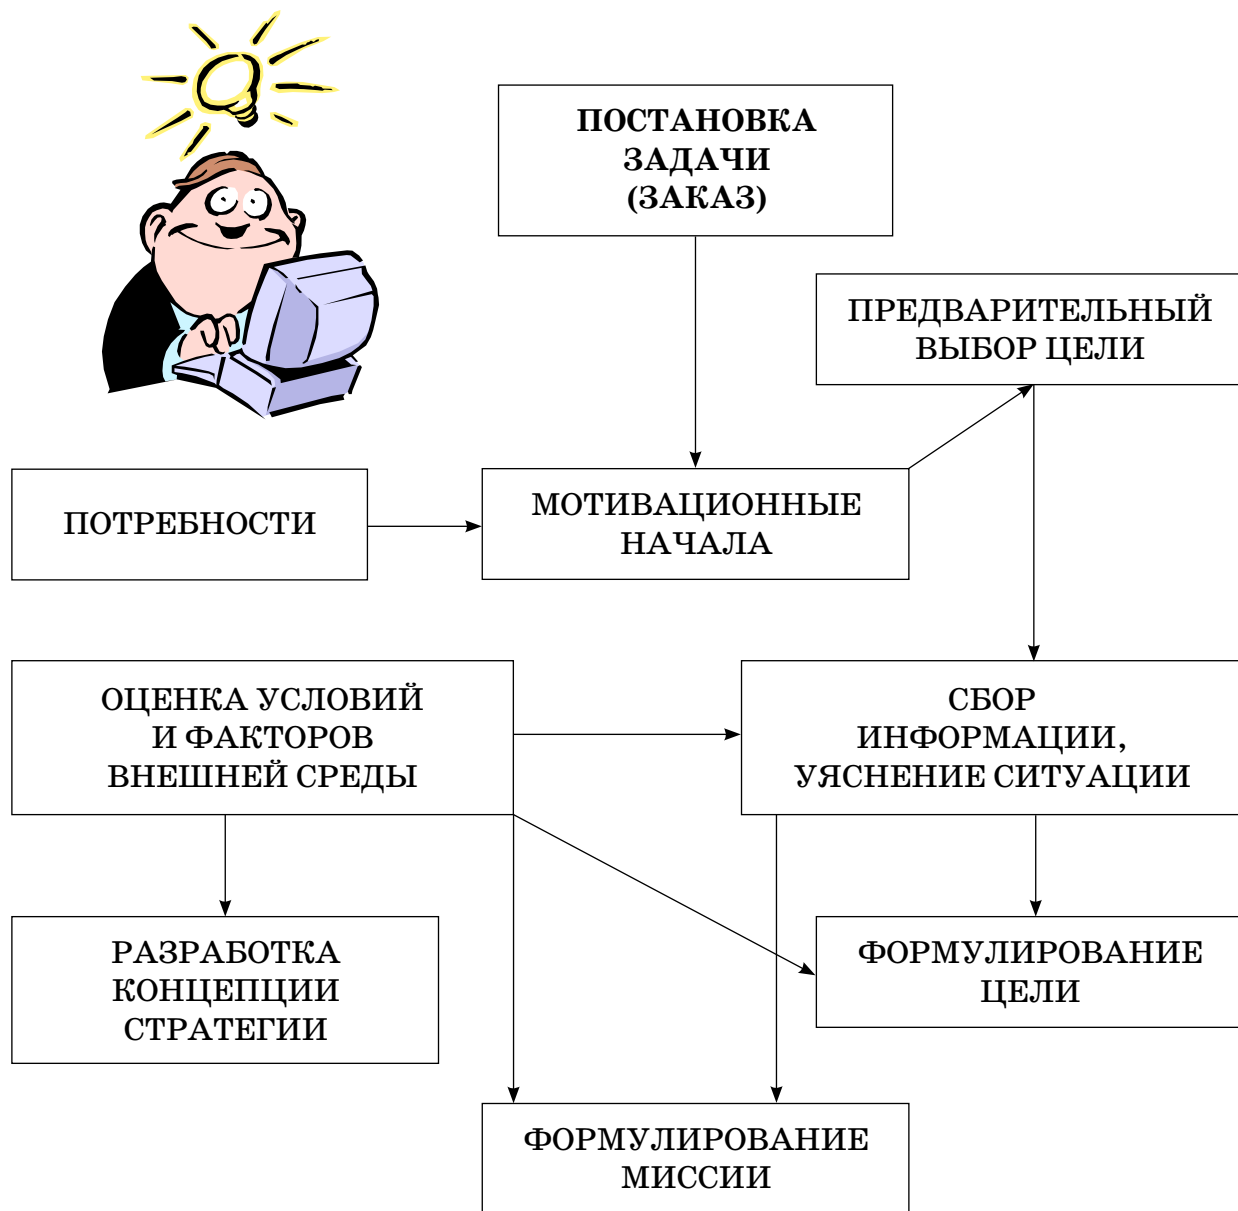 ПОСТАНОВКА
ЗАДАЧИ
(ЗАКАЗ)
ПРЕДВАРИТЕЛЬНЫЙ
ВЫБОР ЦЕЛИ
ПОТРЕБНОСТИ
МОТИВАЦИОННЫЕ
НАЧАЛА
ОЦЕНКА УСЛОВИЙ
И ФАКТОРОВ
ВНЕШНЕЙ СРЕДЫ
СБОР
ИНФОРМАЦИИ,
УЯСНЕНИЕ СИТУАЦИИ
РАЗРАБОТКА
КОНЦЕПЦИИ
СТРАТЕГИИ
ФОРМУЛИРОВАНИЕ
ЦЕЛИ
ФОРМУЛИРОВАНИЕ
МИССИИ